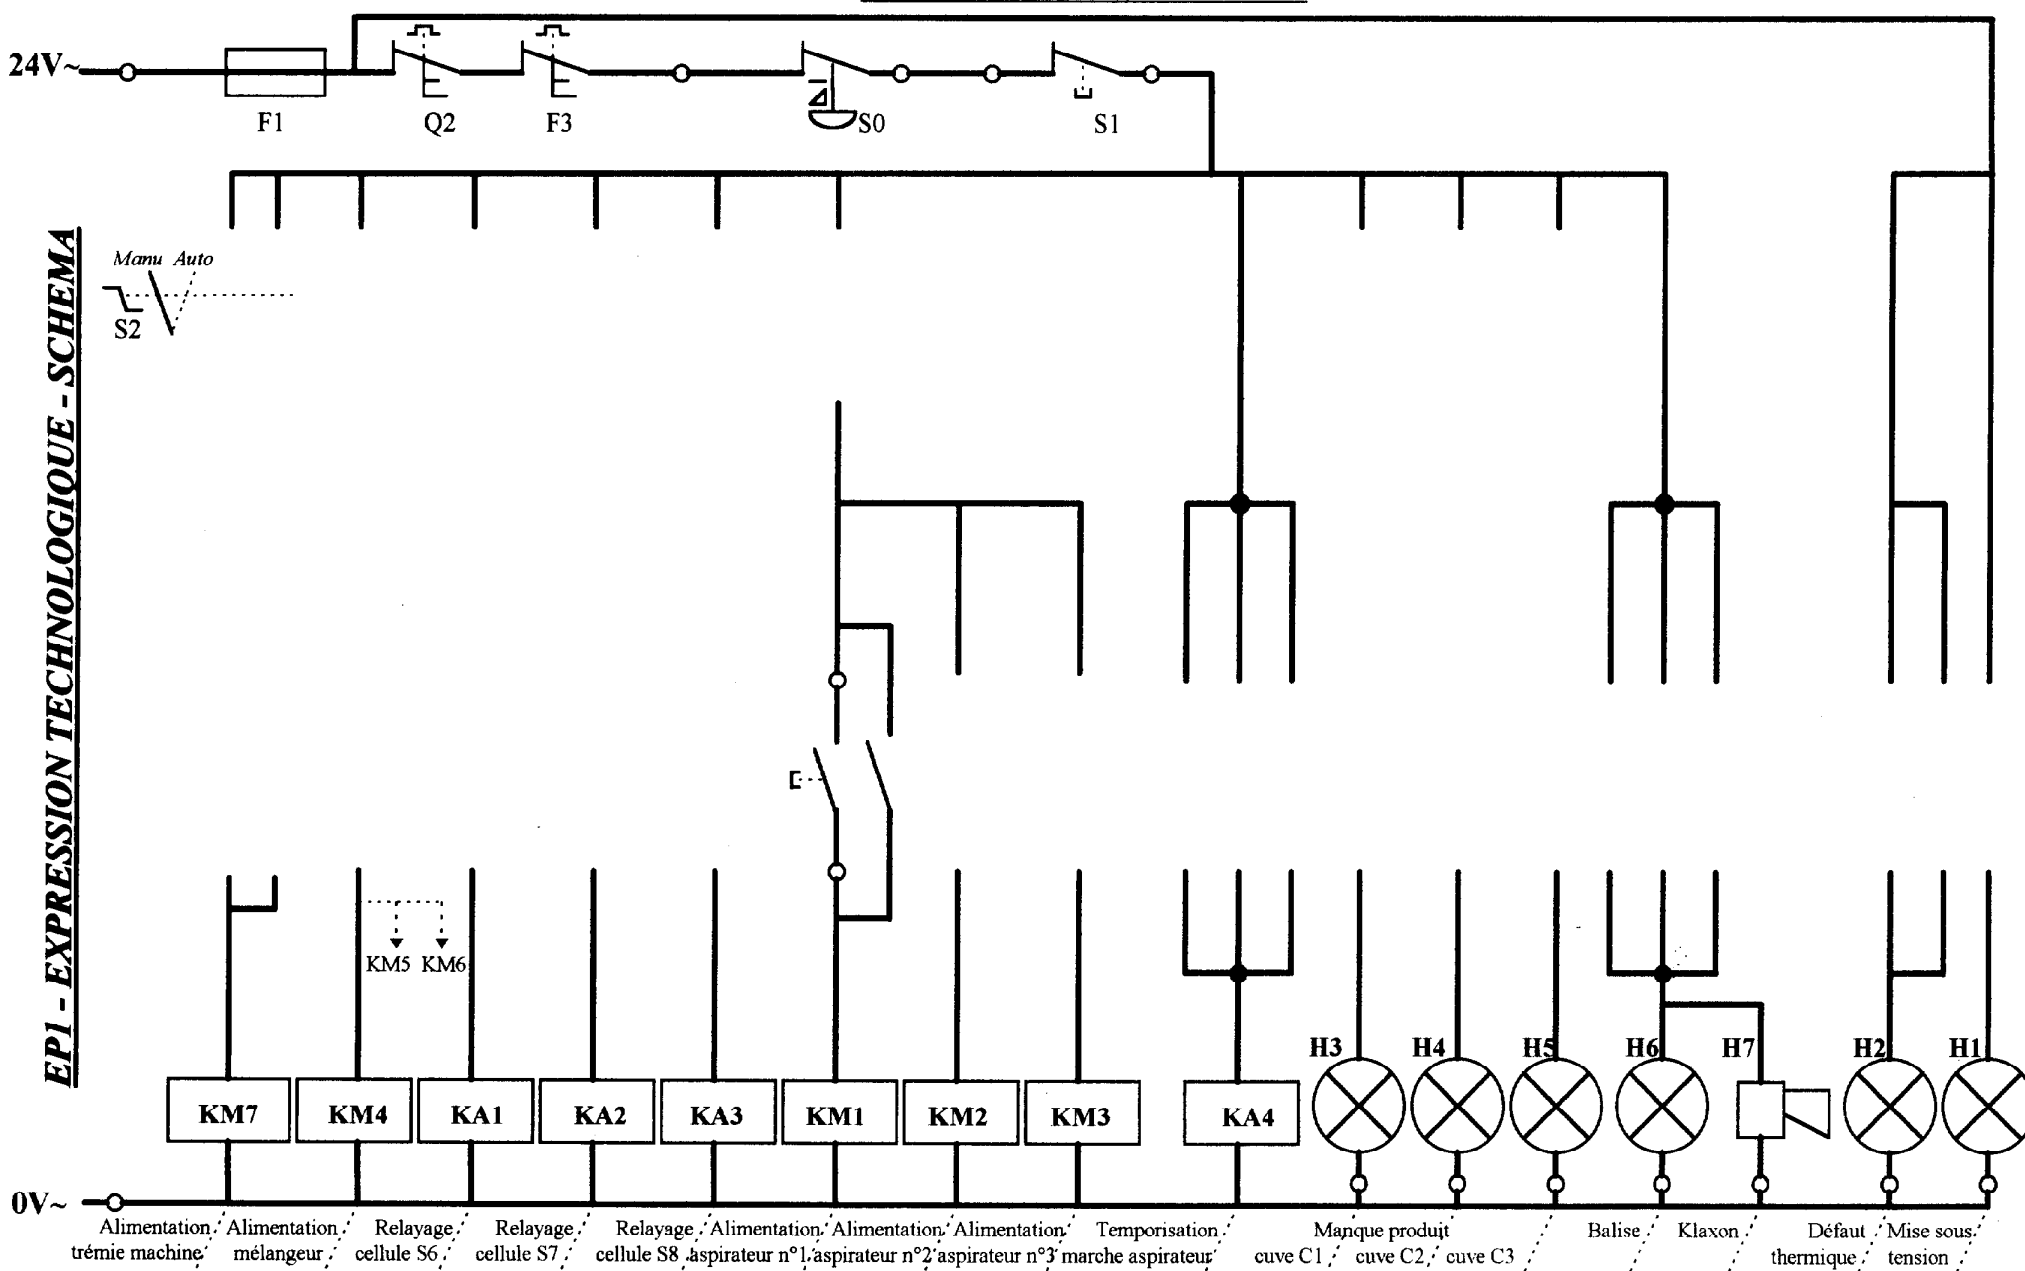 24V~
F1
Q2
F3
S0
S1
EP1 - EXPRESSION TECHNOLOGIQUE - SCHEMA
Manu Auto
S2
KM5 KM6
H3 H4 H5 H6 H7 H2 H1
KM7 KM4 KA1 KA2 KA3 KM1 KM2 KM3 KA4
0V~
Alimentation
trémie machine
Alimentation
mélangeur
Relayage
cellule S6
Relayage
cellule S7
Relayage
cellule S8
Alimentation
aspirateur n°1
Alimentation
aspirateur n°2
Alimentation
aspirateur n°3
Temporisation
marche aspirateur
Manque produit
cuve C1 cuve C2 cuve C3
Balise
Klaxon
Défaut
thermique
Mise sous
tension